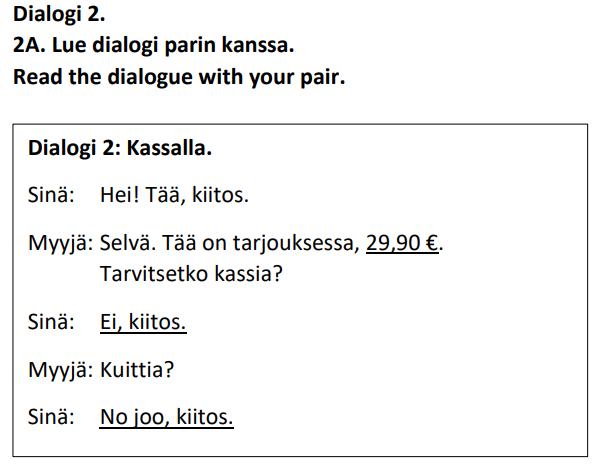 Dialogi 2.
2A. Lue dialogi parin kanssa.
Read the dialogue with your pair.
Dialogi 2: Kassalla.
Sinä: Hei! Tää, kiitos.
Myyjä: Selvä. Tää on tarjouksessa, 29,90 €.
Tarvitsetko kassia?
Sinä: Ei, kiitos.
Myyjä: Kuittia?
Sinä: No joo, kiitos.